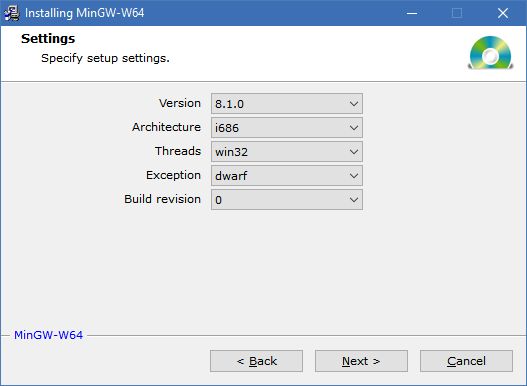 Installing MinGW-W64
Settings
Specify setup settings.
Version 8.1.0
Architecture i686
Threads win32
Exception dwarf
Build revision 0
MinGW-W64
< Back Next > Cancel